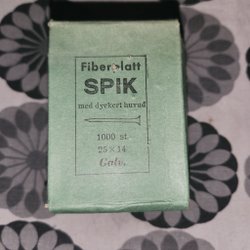 Fiberplatt
SPIK
med dyckert huvud
1000 st.
25 x 14
Galv.